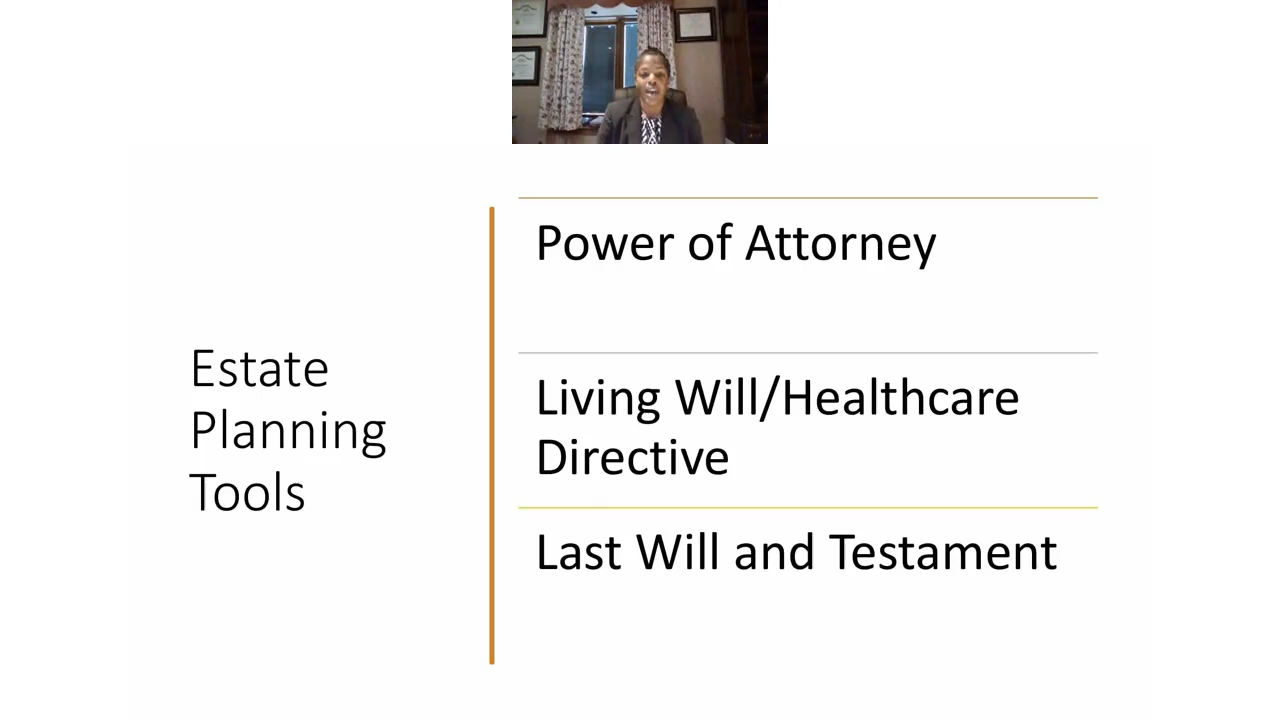 Estate
Planning
Tools
Power of Attorney
Living Will/Healthcare
Directive
Last Will and Testament